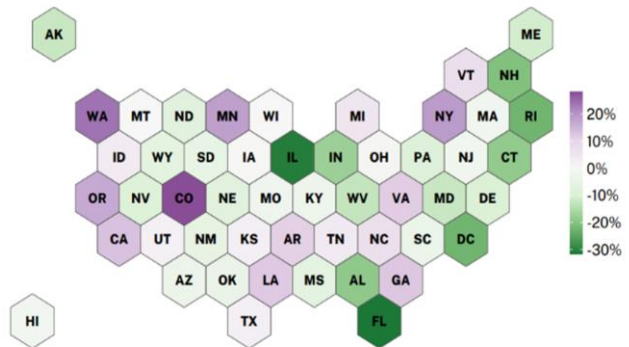 AK ME
VT NH
WA MT ND MN WI MI NY MA RI
ID WY SD IA IL IN OH PA NJ CT
OR NV CO NE MO KY WV VA MD DE
CA UT NM KS AR TN NC SC DC
AZ OK LA MS AL GA
HI TX FL
20%
10%
0%
-10%
-20%
-30%